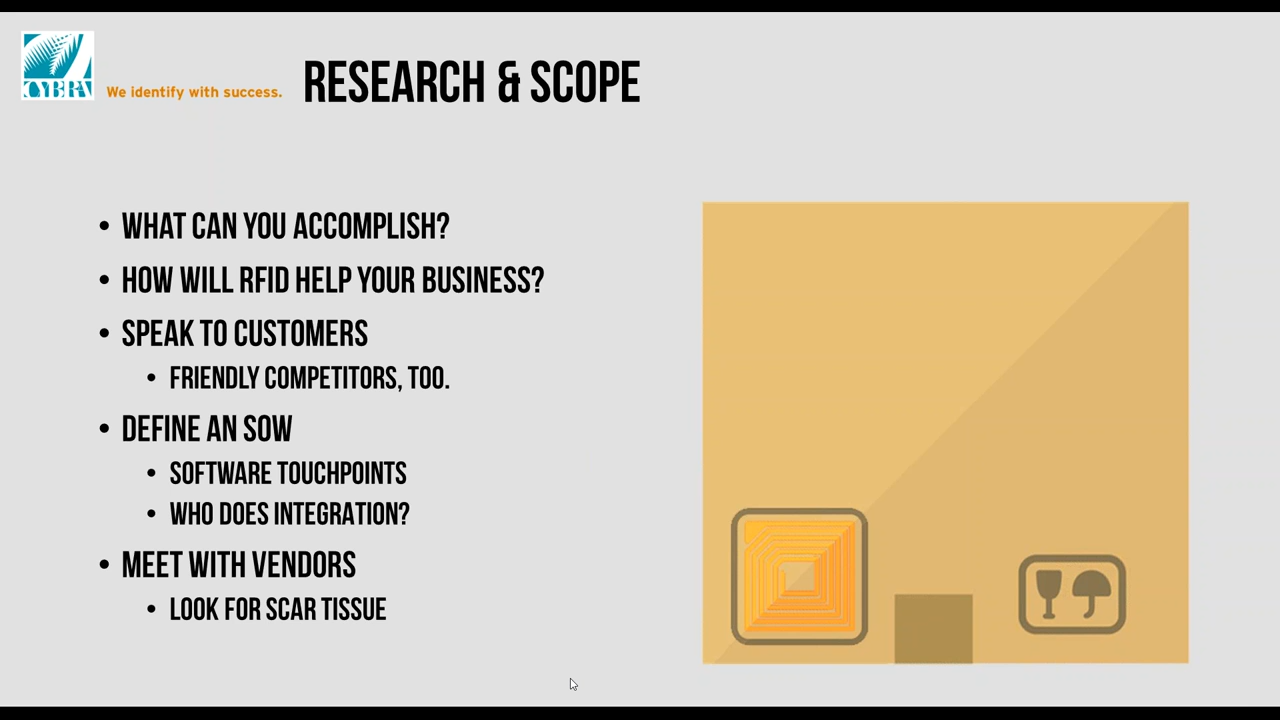 CYBRA
We identify with success.
RESEARCH & SCOPE
• WHAT CAN YOU ACCOMPLISH?
• HOW WILL RFID HELP YOUR BUSINESS?
• SPEAK TO CUSTOMERS
• FRIENDLY COMPETITORS, TOO.
• DEFINE AN SOW
• SOFTWARE TOUCHPOINTS
• WHO DOES INTEGRATION?
• MEET WITH VENDORS
• LOOK FOR SCAR TISSUE